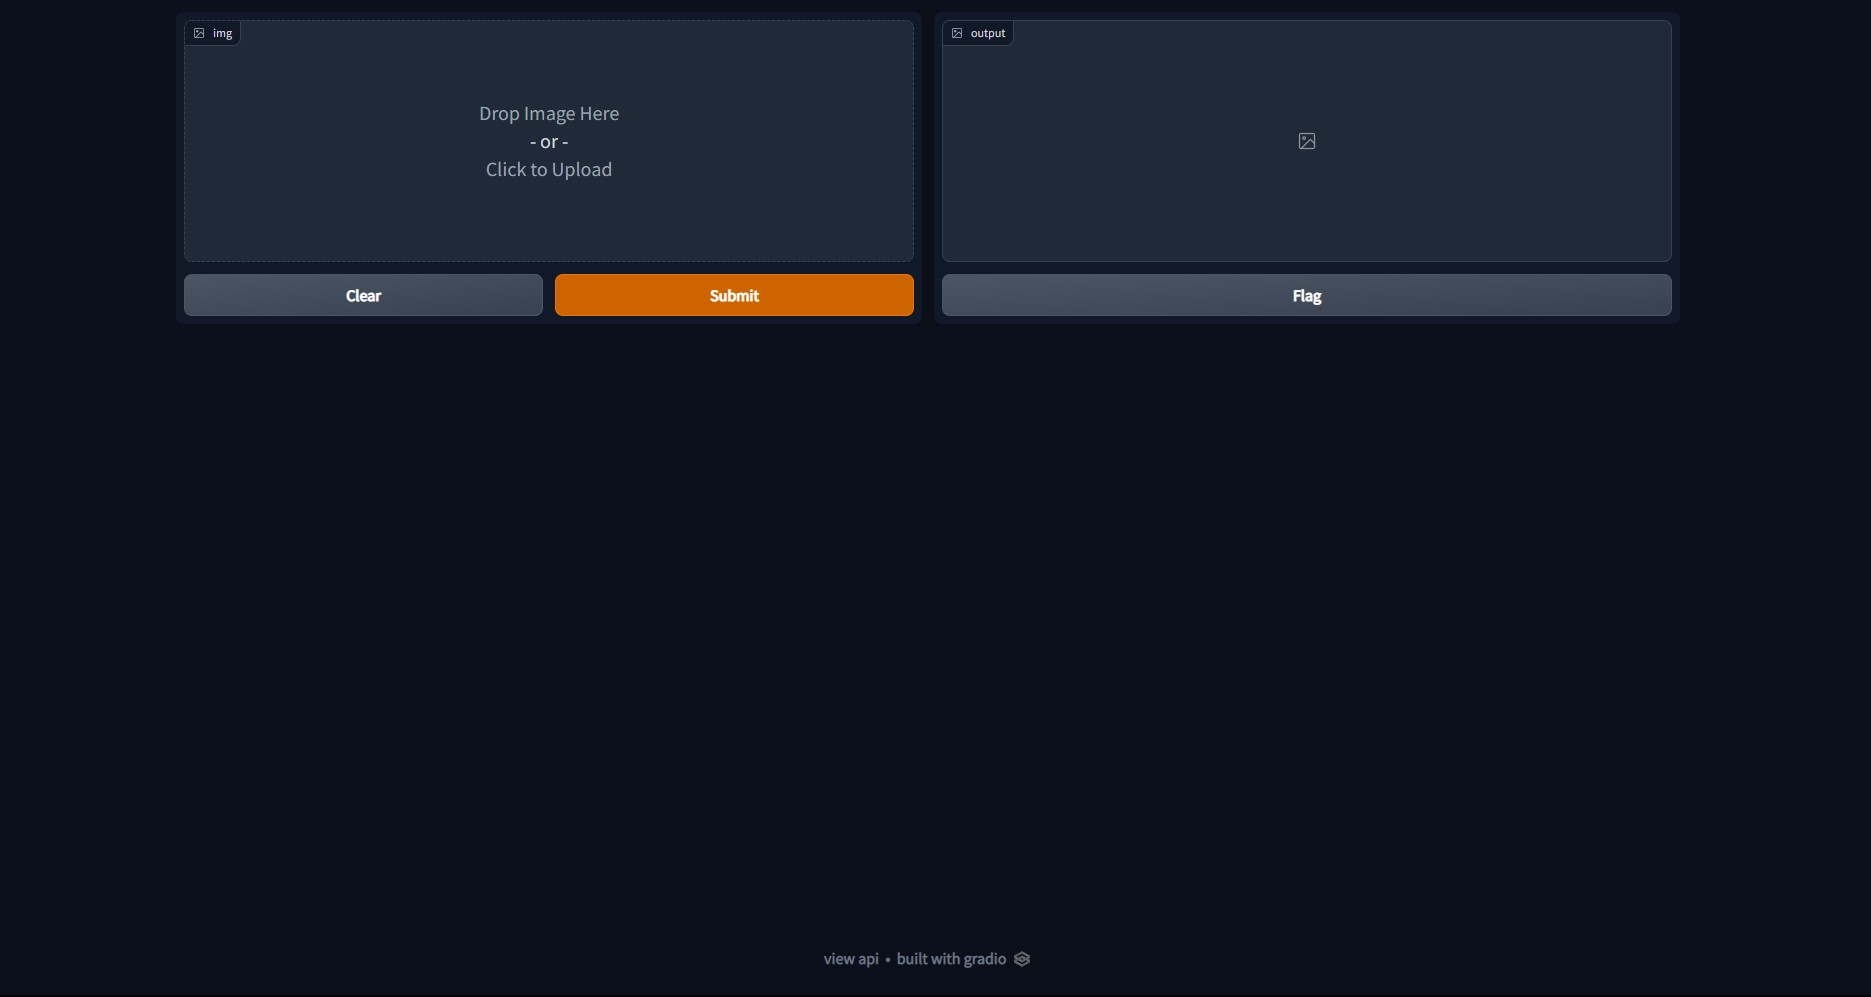 img
Drop Image Here
- or -
Click to Upload
Clear
Submit
output
Flag
view api • built with gradio